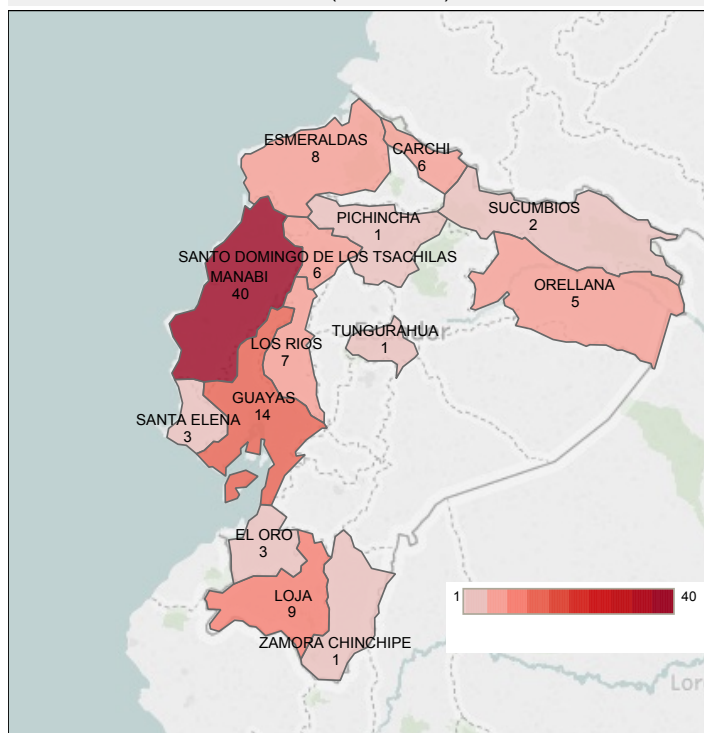 ESMERALDAS
8
CARCHI
6
SUCUMBIOS
2
PICHINCHA
1
SANTO DOMINGO DE LOS TSACHILAS
6
MANABI
40
ORELLANA
5
TUNGURAHUA
1
LOS RIOS
7
GUAYAS
14
SANTA ELENA
3
EL ORO
3
LOJA
9
ZAMORA CHINCHIPE
1
1
40